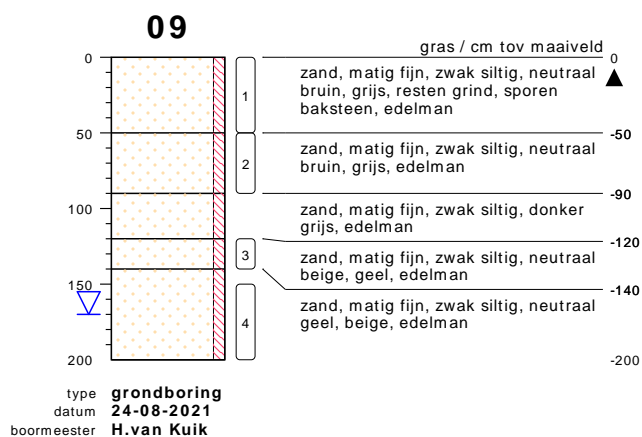 09
gras / cm tov maaiveld
0
0
zand, matig fijn, zwak siltig, neutraal
bruin, grijs, resten grind, sporen
baksteen, edelman
1
50
-50
zand, matig fijn, zwak siltig, neutraal
bruin, grijs, edelman
2
-90
100
zand, matig fijn, zwak siltig, donker
grijs, edelman
-120
3
zand, matig fijn, zwak siltig, neutraal
beige, geel, edelman
150
-140
zand, matig fijn, zwak siltig, neutraal
geel, beige, edelman
4
200
-200
type grondboring
datum 24-08-2021
boormeester H.van Kuik